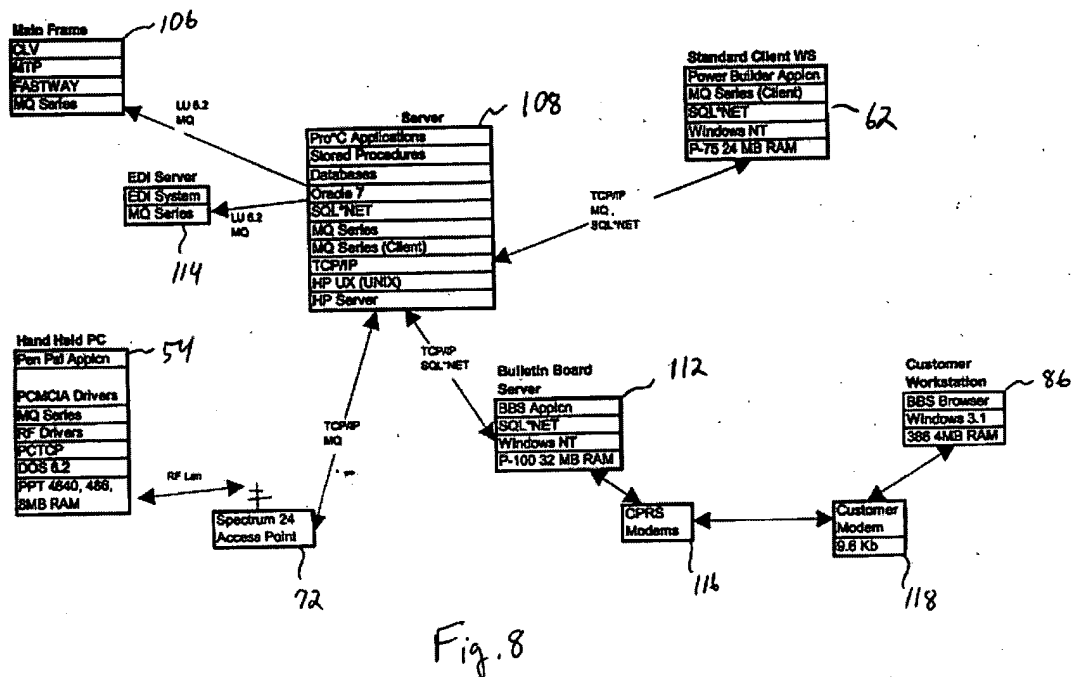 Main Frame
106
CLV
MTP
FASTWAY
MQ Series
LU 6.2
MQ
Server
108
Pro*C Applications
Stored Procedures
Databases
Oracle 7
SQL*NET
MQ Series
MQ Series (Client)
TCP/IP
HP UX (UNIX)
HP Server
Standard Client WS
Power Builder Applcn
MQ Series (Client)
SQL*NET
Windows NT
P-75 24 MB RAM
62
TCP/IP
MQ
SQL*NET
EDI Server
EDI System
MQ Series
LU 6.2
MQ
114
Hand Held PC
54
Pen Pal Applcn
PCMCIA Drivers
MQ Series
RF Drivers
PCTCP
DOS 6.2
PPT 4640, 486,
8MB RAM
RF Lan
TCP/IP
MQ
Spectrum 24
Access Point
72
TCP/IP
SQL*NET
Bulletin Board
Server
112
BBS Applcn
SQL*NET
Windows NT
P-100 32 MB RAM
Customer
Workstation
86
BBS Browser
Windows 3.1
386 4MB RAM
CPRS
Modems
116
Customer
Modem
9.6 Kb
118
Fig. 8